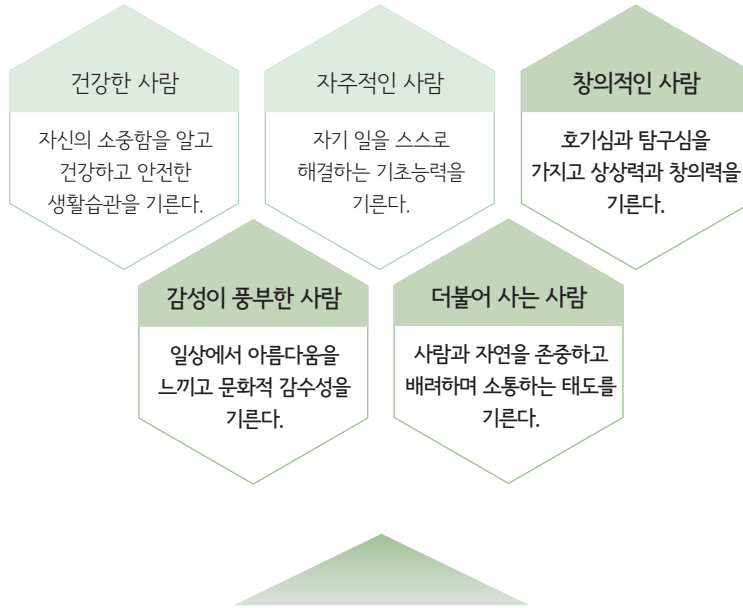 건강한 사람
자신의 소중함을 알고
건강하고 안전한
생활습관을 기른다.
자주적인 사람
자기 일을 스스로
해결하는 기초능력을
기른다.
창의적인 사람
호기심과 탐구심을
가지고 상상력과 창의력을
기른다.
감성이 풍부한 사람
일상에서 아름다움을
느끼고 문화적 감수성을
기른다.
더불어 사는 사람
사람과 자연을 존중하고
배려하며 소통하는 태도를
기른다.